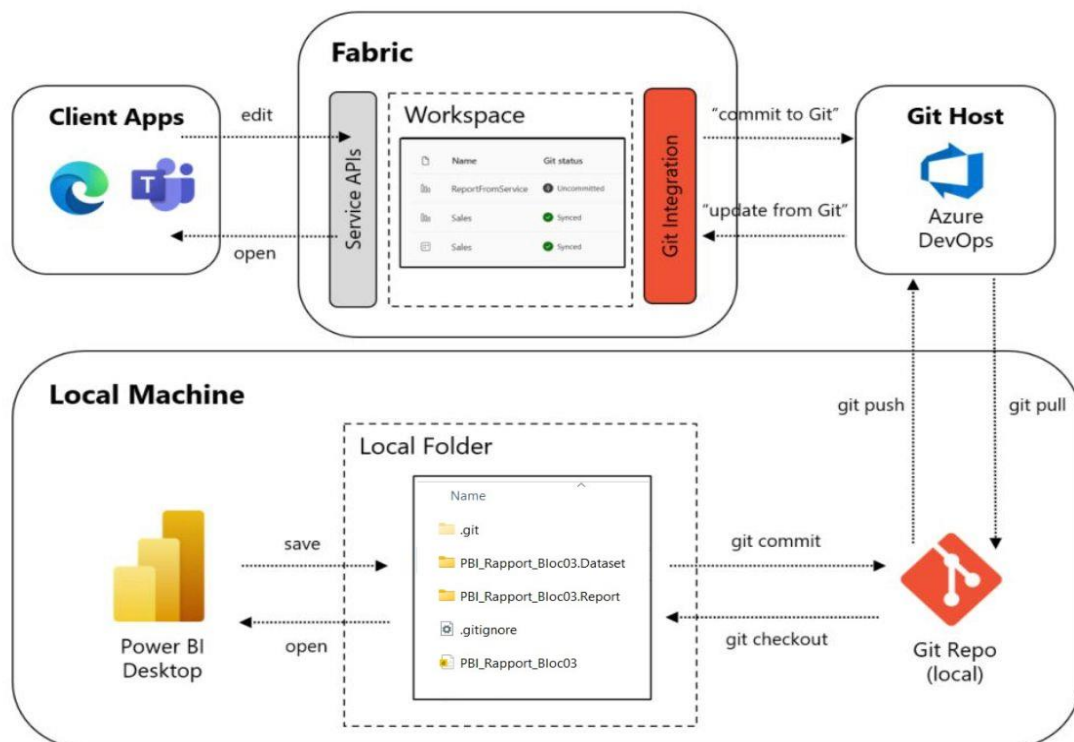 Fabric
Client Apps
edit
open
Service APIs
Workspace
Name Git status
ReportFromService Uncommitted
Sales Synced
Sales Synced
Git Integration
"commit to Git"
"update from Git"
Git Host
Azure
DevOps
git push
git pull
Local Machine
Local Folder
Name
.git
PBI_Rapport_Bloc03.Dataset
PBI_Rapport_Bloc03.Report
.gitignore
PBI_Rapport_Bloc03
save
open
Power BI
Desktop
git commit
git checkout
Git Repo
(local)
T